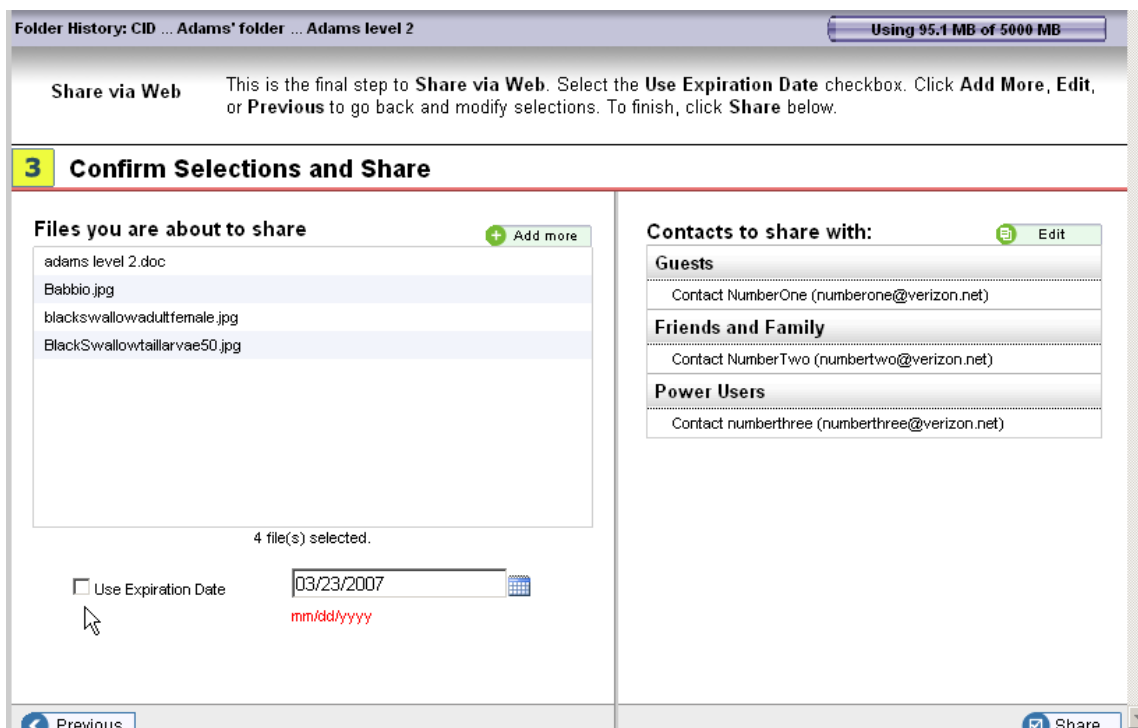 Folder History: CID ... Adams' folder ... Adams level 2
Using 95.1 MB of 5000 MB
Share via Web
This is the final step to Share via Web. Select the Use Expiration Date checkbox. Click Add More, Edit,
or Previous to go back and modify selections. To finish, click Share below.
3 Confirm Selections and Share
Files you are about to share
Add more
adams level 2.doc
Babbio.jpg
blackswallowadultfemale.jpg
BlackSwallowtaillarvae50.jpg
4 file(s) selected.
Use Expiration Date
03/23/2007
mm/dd/yyyy
Contacts to share with:
Edit
Guests
Contact NumberOne (numberone@verizon.net)
Friends and Family
Contact NumberTwo (numbertwo@verizon.net)
Power Users
Contact numberthree (numberthree@verizon.net)
Previous
Share